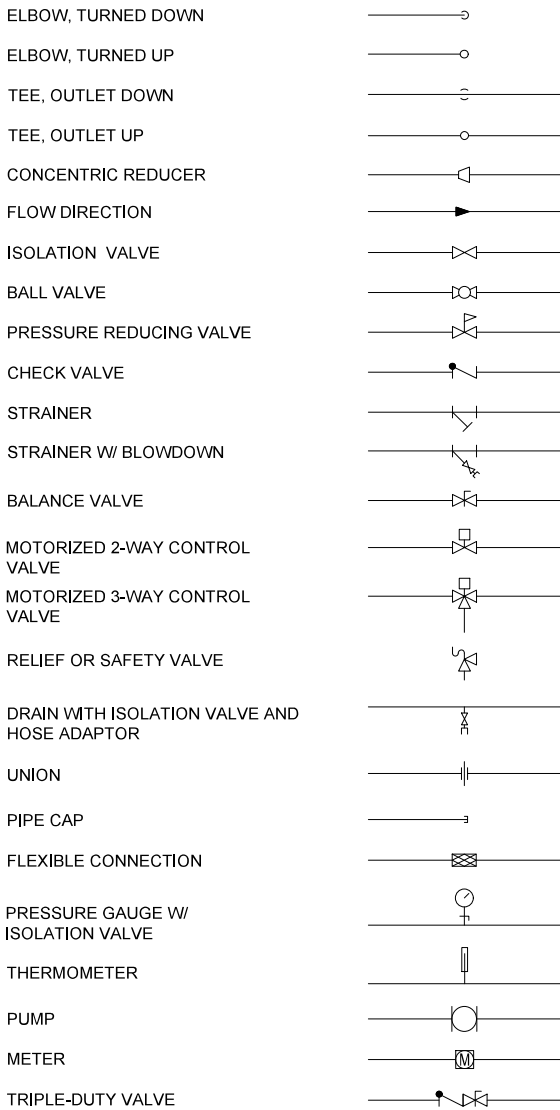 ELBOW, TURNED DOWN
ELBOW, TURNED UP
TEE, OUTLET DOWN
TEE, OUTLET UP
CONCENTRIC REDUCER
FLOW DIRECTION
ISOLATION VALVE
BALL VALVE
PRESSURE REDUCING VALVE
CHECK VALVE
STRAINER
STRAINER W/ BLOWDOWN
BALANCE VALVE
MOTORIZED 2-WAY CONTROL
VALVE
MOTORIZED 3-WAY CONTROL
VALVE
RELIEF OR SAFETY VALVE
DRAIN WITH ISOLATION VALVE AND
HOSE ADAPTOR
UNION
PIPE CAP
FLEXIBLE CONNECTION
PRESSURE GAUGE W/
ISOLATION VALVE
THERMOMETER
PUMP
METER
M
TRIPLE-DUTY VALVE